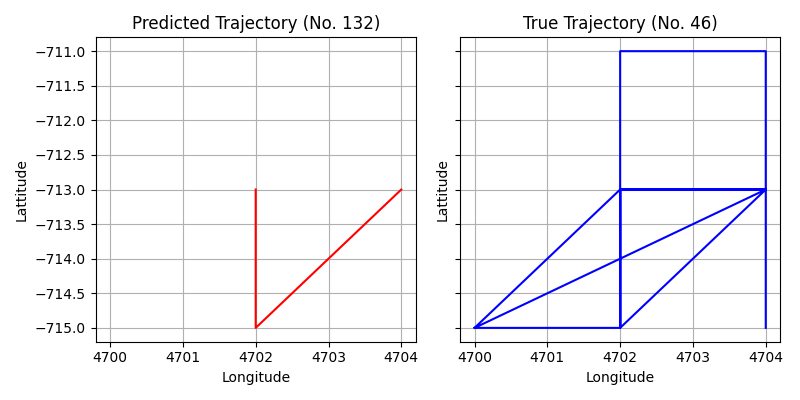 Predicted Trajectory (No. 132)
True Trajectory (No. 46)
−711.0
−711.5
−712.0
−712.5
−713.0
−713.5
−714.0
−714.5
−715.0
Lattitude
Lattitude
4700 4701 4702 4703 4704
4700 4701 4702 4703 4704
Longitude
Longitude